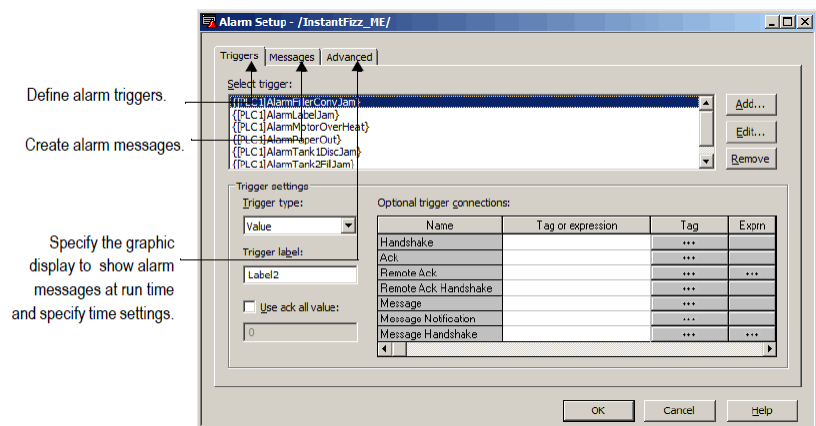 Alarm Setup - /InstantFizz_ME/
Triggers Messages Advanced
Select trigger:
{[PLC1]AlarmFillerConvJam}
{[PLC1]AlarmLabelJam}
{[PLC1]AlarmMotorOverHeat}
{[PLC1]AlarmPaperOut}
{[PLC1]AlarmTank1DiscJam}
{[PLC1]AlarmTank2FilJam}
Add...
Edit...
Remove
Define alarm triggers.
Create alarm messages.
Specify the graphic
display to show alarm
messages at run time
and specify time settings.
Trigger settings
Trigger type:
Value
Trigger label:
Label2
Use ack all value:
0
Optional trigger connections:
Name Tag or expression Tag Exprn
Handshake ...
Ack ...
Remote Ack ... ...
Remote Ack Handshake ...
Message ...
Message Notification ...
Message Handshake ... ...
OK Cancel Help